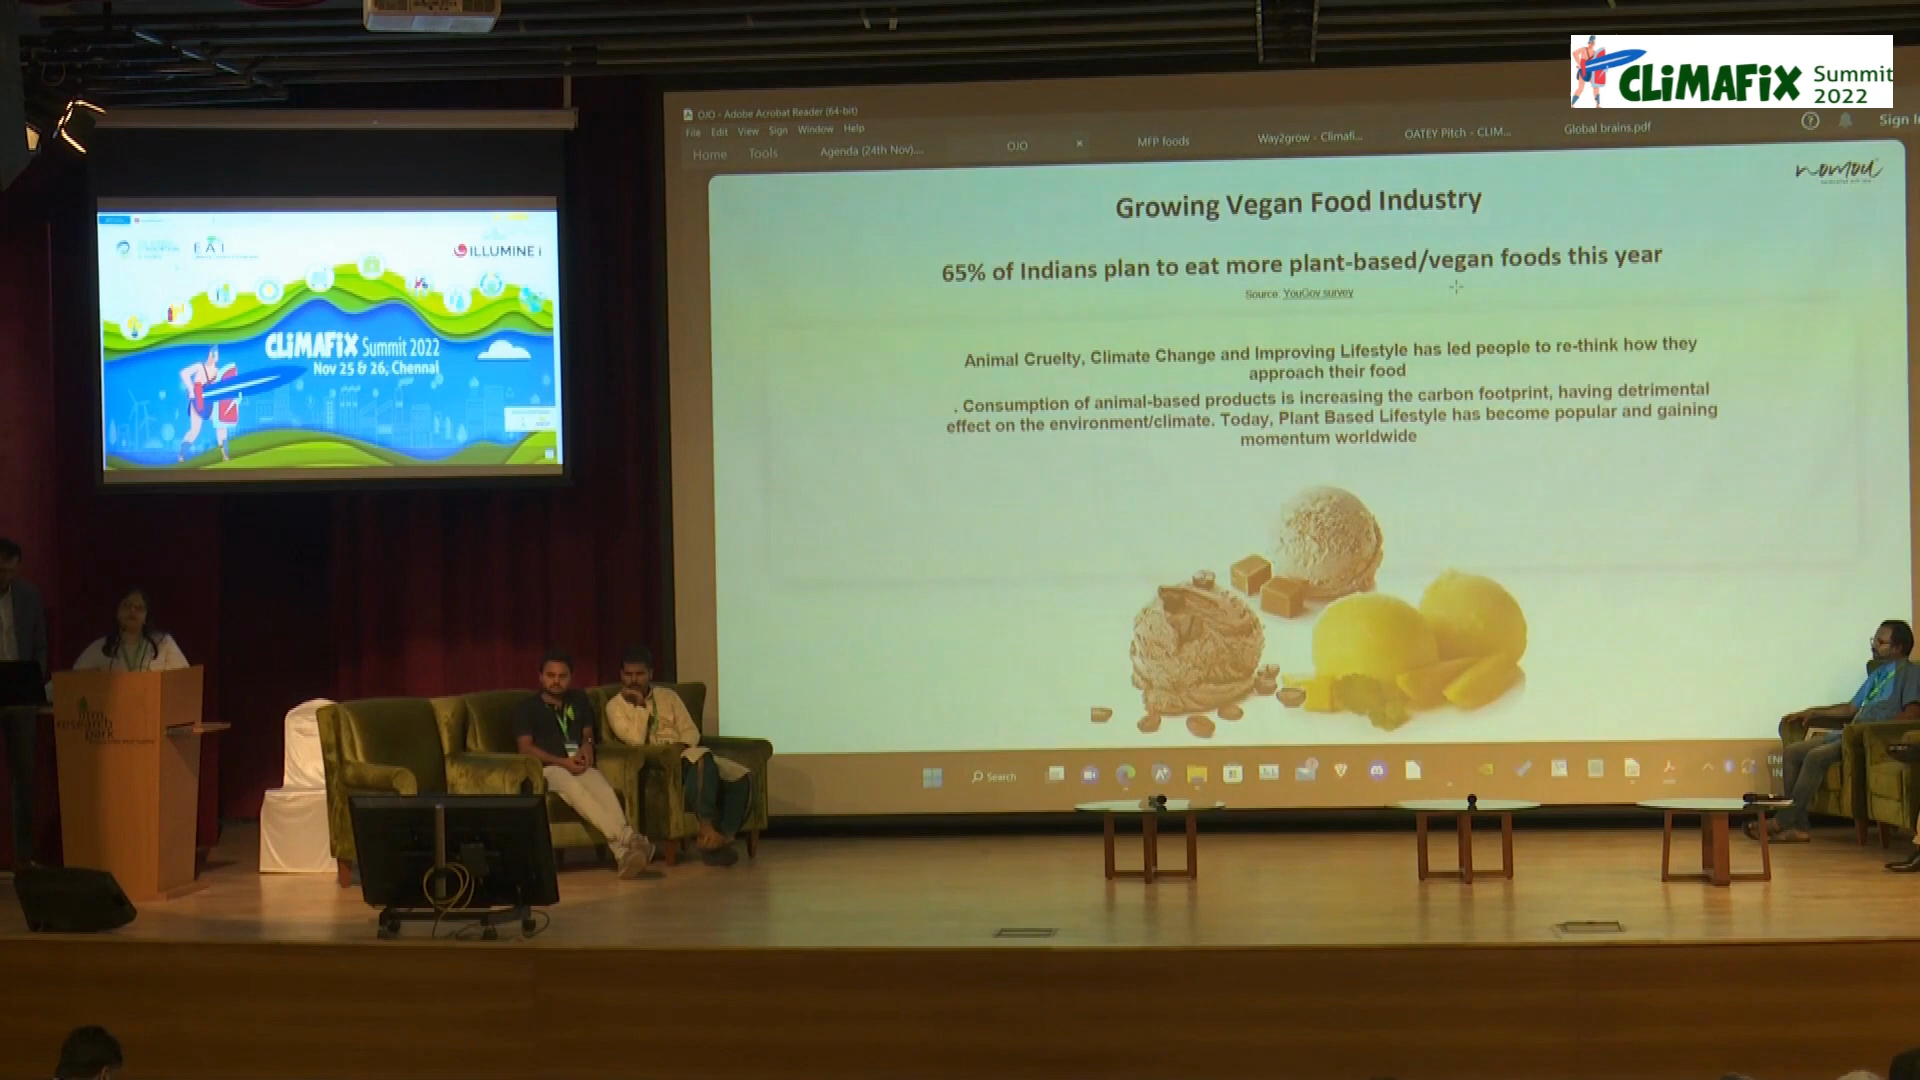 CLiMAFiX Summit
2022
OJO - Adobe Acrobat Reader (64-bit)
File Edit View Sign Window Help
Home Tools Agenda (24th Nov).... OJO × MFP foods Way2grow - Climafi... OATEY Pitch - CLIM... Global brains.pdf Sign
nomou
Growing Vegan Food Industry
65% of Indians plan to eat more plant-based/vegan foods this year
Source: YouGov survey
Animal Cruelty, Climate Change and Improving Lifestyle has led people to re-think how they
approach their food
. Consumption of animal-based products is increasing the carbon footprint, having detrimental
effect on the environment/climate. Today, Plant Based Lifestyle has become popular and gaining
momentum worldwide
Search
EAI
ILLUMINE i
CLiMAFiX Summit 2022
Nov 25 & 26, Chennai
research
park